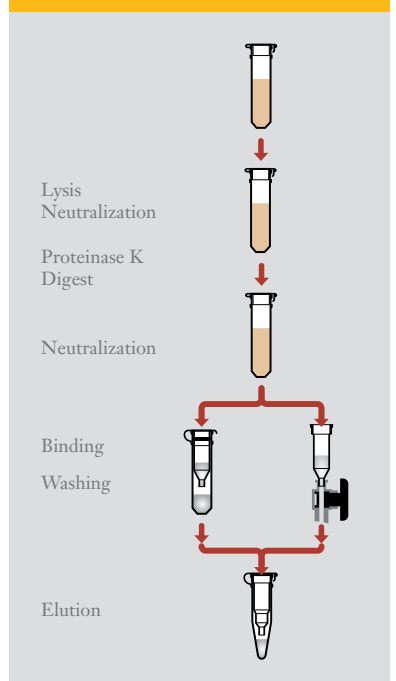 Lysis
Neutralization
Proteinase K
Digest
Neutralization
Binding
Washing
Elution